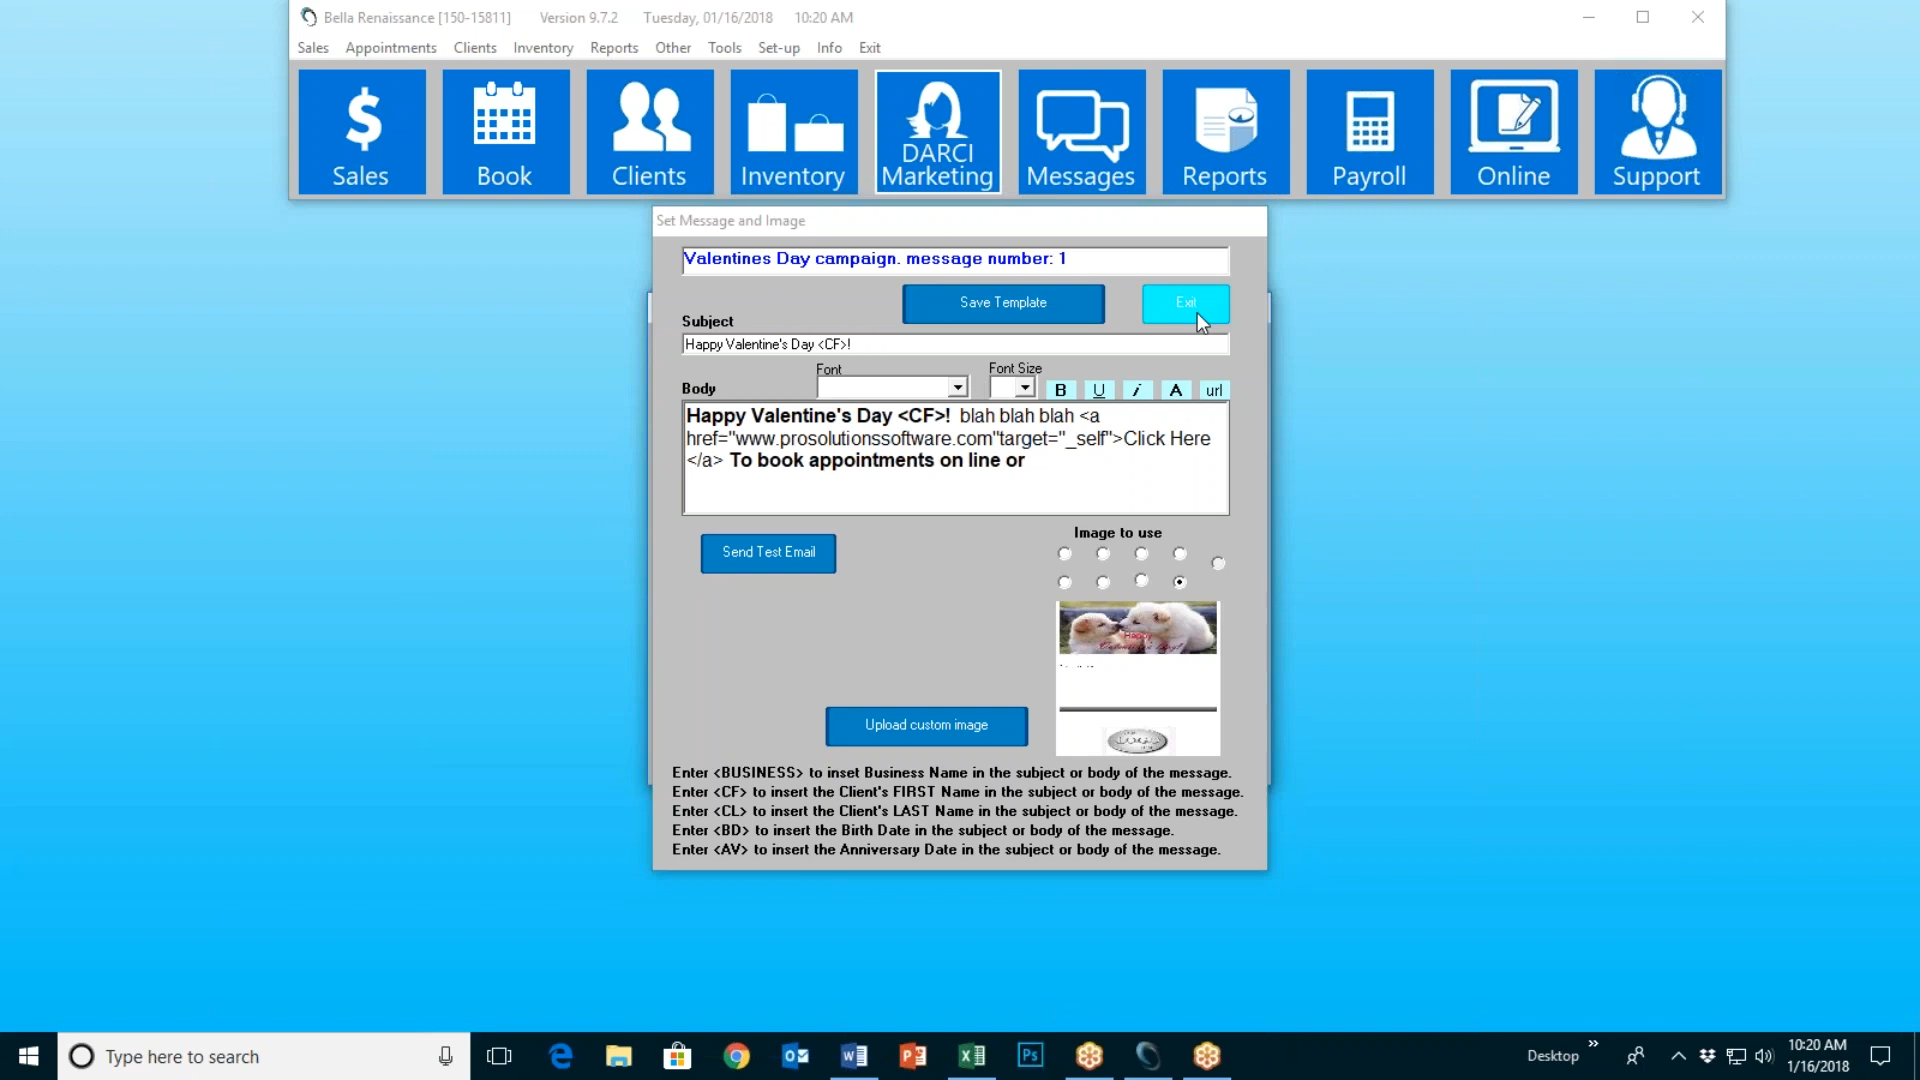 Bella Renaissance [150-15811] Version 9.7.2 Tuesday, 01/16/2018 10:20 AM
Sales Appointments Clients Inventory Reports Other Tools Set-up Info Exit
Sales
Book
Clients
Inventory
DARCI
Marketing
Messages
Reports
Payroll
Online
Support
Set Message and Image
Valentines Day campaign. message number: 1
Save Template
Exit
Subject
Happy Valentine's Day <CF>!
Font
Font Size
Body
B U i A url
Happy Valentine's Day <CF>! blah blah blah <a
href="www.prosolutionssoftware.com"target="_self">Click Here
</a> To book appointments on line or
Send Test Email
Image to use
Happy
Upload custom image
Enter <BUSINESS> to inset Business Name in the subject or body of the message.
Enter <CF> to insert the Client's FIRST Name in the subject or body of the message.
Enter <CL> to insert the Client's LAST Name in the subject or body of the message.
Enter <BD> to insert the Birth Date in the subject or body of the message.
Enter <AV> to insert the Anniversary Date in the subject or body of the message.
Type here to search
Desktop
10:20 AM
1/16/2018